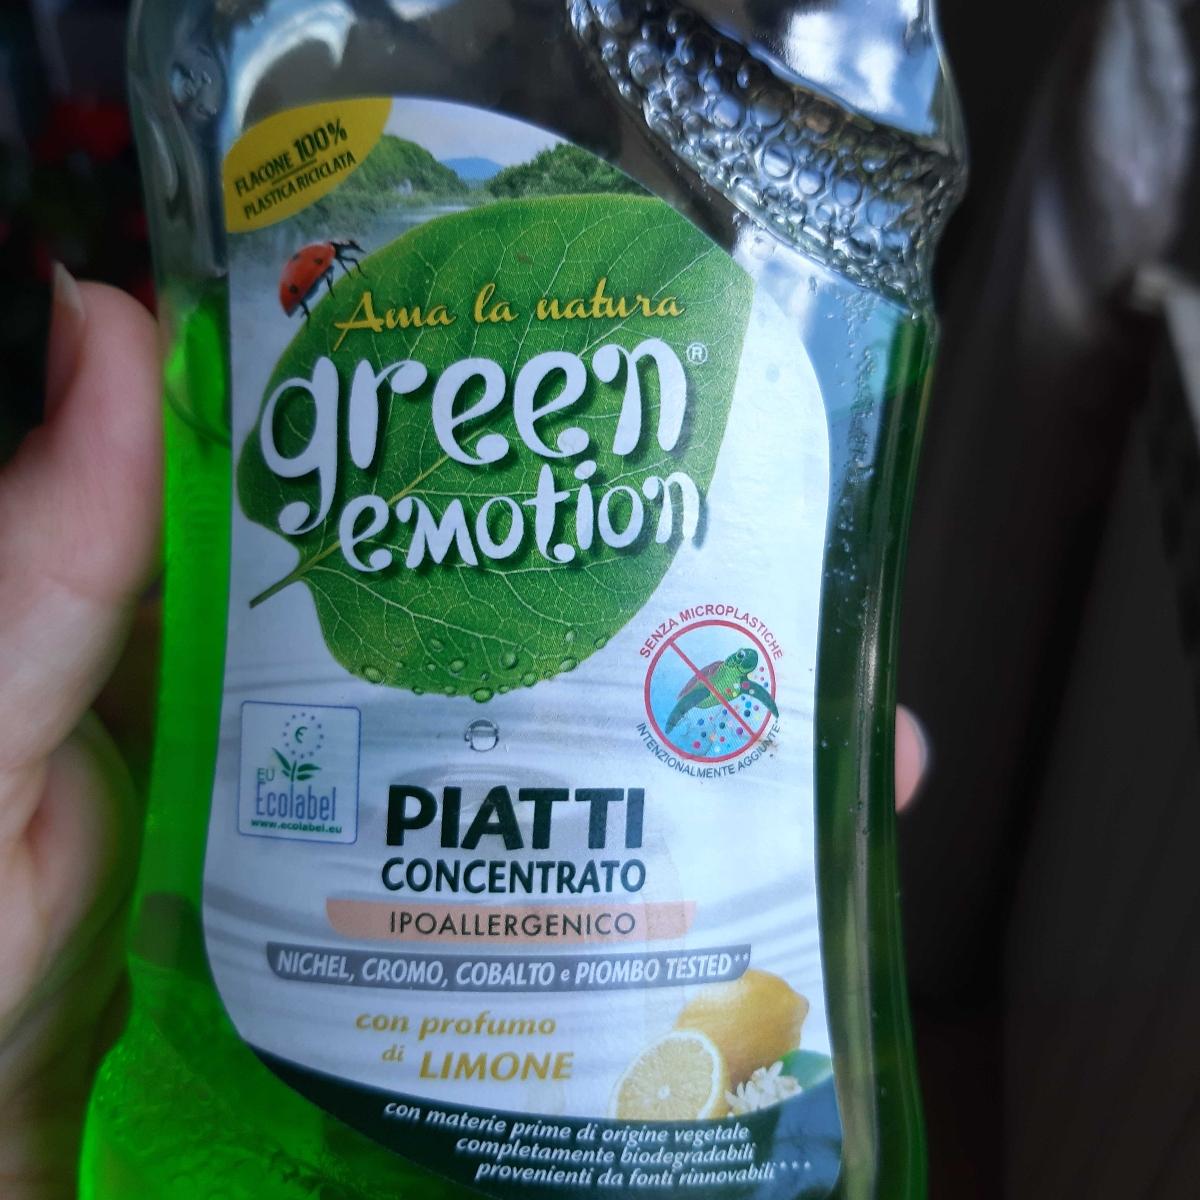 FLACONE 100%
PLASTICA RICICLATA
Ama la natura
green®
emotion
SENZA MICROPLASTICHE
INTENZIONALMENTE AGGIUNTE
EU
Ecolabel
www.ecolabel.eu
PIATTI
CONCENTRATO
IPOALLERGENICO
NICHEL, CROMO, COBALTO e PIOMBO TESTED**
con profumo
di LIMONE
con materie prime di origine vegetale
completamente biodegradabili
provenienti da fonti rinnovabili***